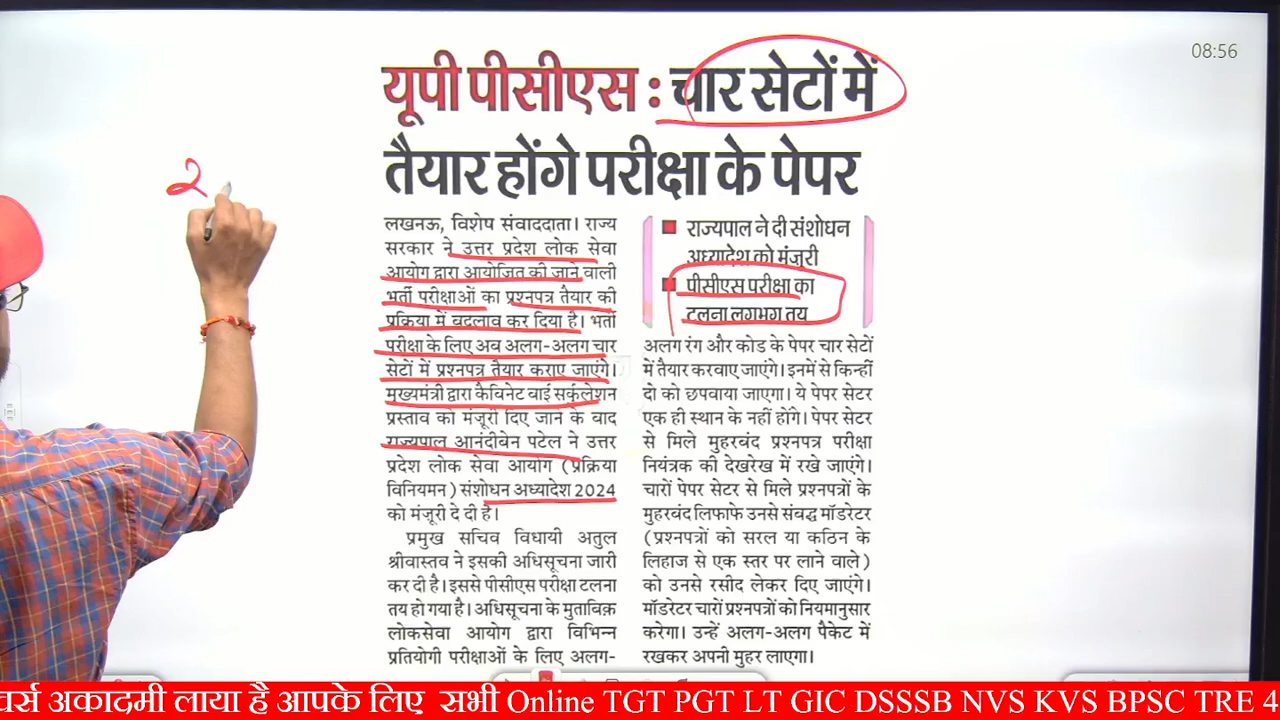 08:56
यूपी पीसीएस : चार सेटों में
तैयार होंगे परीक्षा के पेपर
2
लखनऊ, विशेष संवाददाता। राज्य
सरकार ने उत्तर प्रदेश लोक सेवा
आयोग द्वारा आयोजित की जाने वाली
भर्ती परीक्षाओं का प्रश्नपत्र तैयार की
प्रक्रिया में बदलाव कर दिया है। भर्ती
परीक्षा के लिए अब अलग-अलग चार
सेटों में प्रश्नपत्र तैयार कराए जाएंगे।
मुख्यमंत्री द्वारा कैबिनेट बाई सर्कुलेशन
प्रस्ताव को मंजूरी दिए जाने के बाद
राज्यपाल आनंदीबेन पटेल ने उत्तर
प्रदेश लोक सेवा आयोग (प्रक्रिया
विनियमन) संशोधन अध्यादेश 2024
को मंजूरी दे दी है।
प्रमुख सचिव विधायी अतुल
श्रीवास्तव ने इसकी अधिसूचना जारी
कर दी है। इससे पीसीएस परीक्षा टलना
तय हो गया है। अधिसूचना के मुताबिक़
लोकसेवा आयोग द्वारा विभिन्न
प्रतियोगी परीक्षाओं के लिए अलग-
राज्यपाल ने दी संशोधन
अध्यादेश को मंजूरी
पीसीएस परीक्षा का
टलना लगभग तय
अलग रंग और कोड के पेपर चार सेटों
में तैयार करवाए जाएंगे। इनमें से किन्हीं
दो को छपवाया जाएगा। ये पेपर सेटर
एक ही स्थान के नहीं होंगे। पेपर सेटर
से मिले मुहरबंद प्रश्नपत्र परीक्षा
नियंत्रक की देखरेख में रखे जाएंगे।
चारों पेपर सेटर से मिले प्रश्नपत्रों के
मुहरबंद लिफाफे उनसे संबद्ध मॉडरेटर
(प्रश्नपत्रों को सरल या कठिन के
लिहाज से एक स्तर पर लाने वाले)
को उनसे रसीद लेकर दिए जाएंगे।
मॉडरेटर चारों प्रश्नपत्रों को नियमानुसार
करेगा। उन्हें अलग-अलग पैकेट में
रखकर अपनी मुहर लाएगा।
वर्स अकादमी लाया है आपके लिए सभी Online TGT PGT LT GIC DSSSB NVS KVS BPSC TRE 4